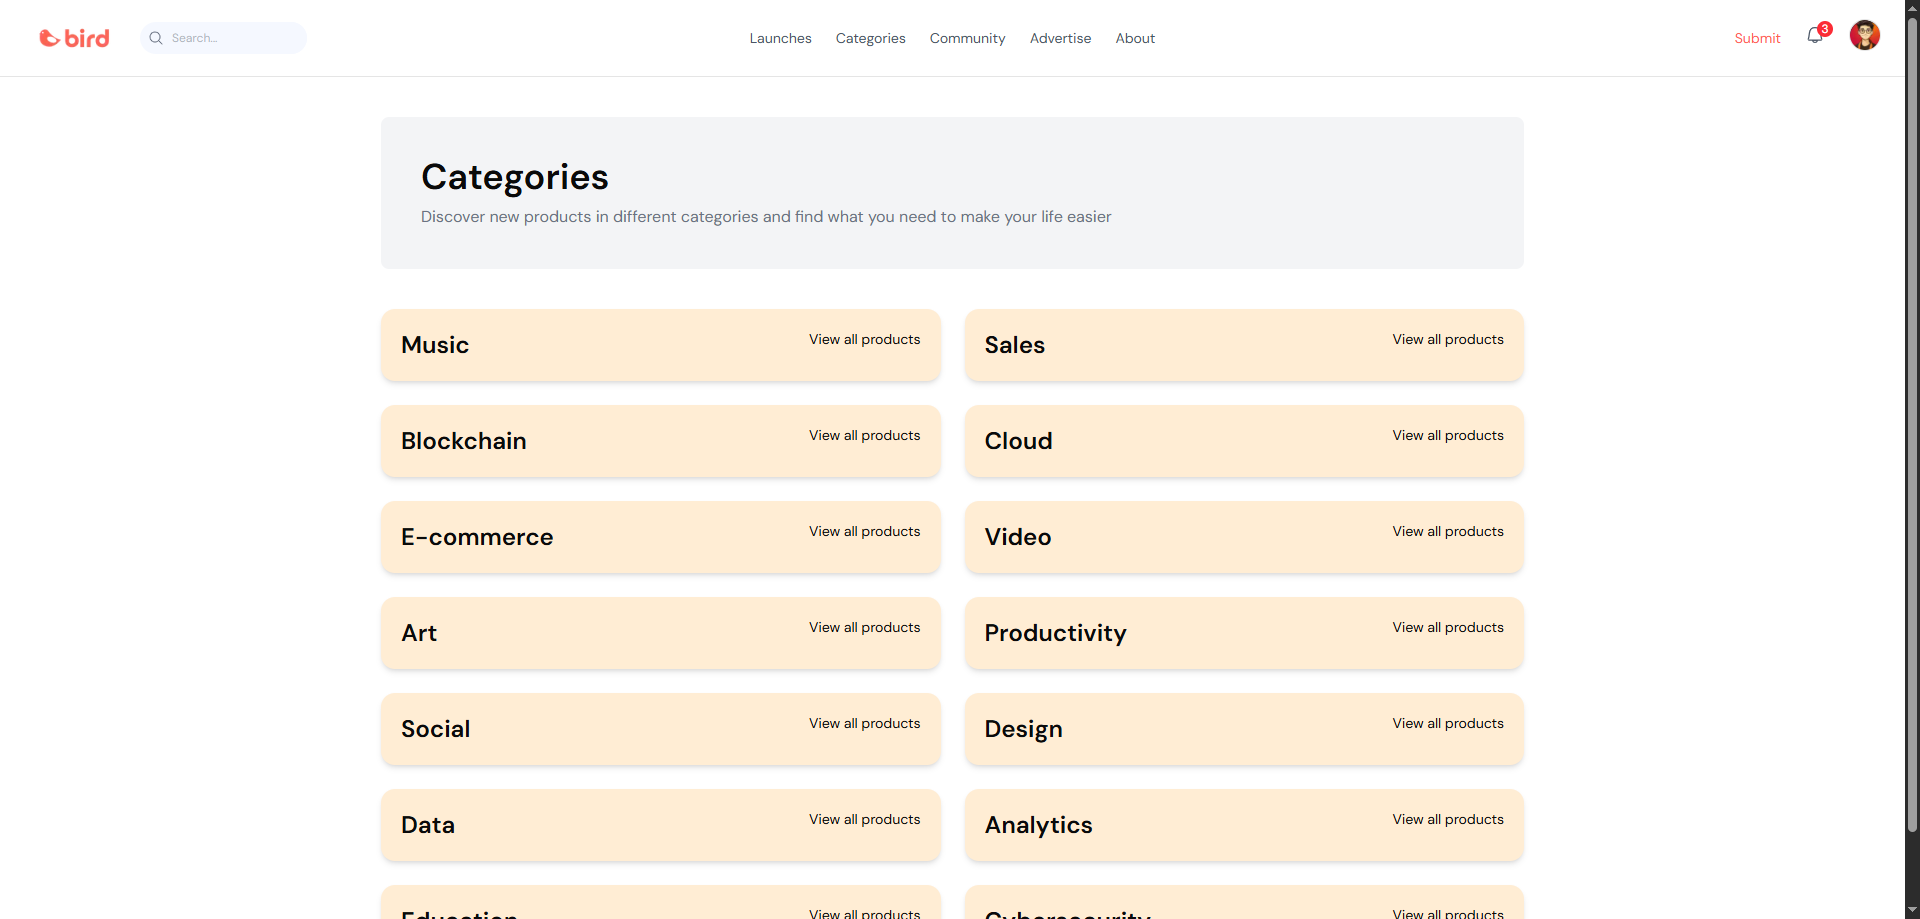 bird
Search...
Launches
Categories
Community
Advertise
About
Submit
3
Categories
Discover new products in different categories and find what you need to make your life easier
Music
View all products
Sales
View all products
Blockchain
View all products
Cloud
View all products
E-commerce
View all products
Video
View all products
Art
View all products
Productivity
View all products
Social
View all products
Design
View all products
Data
View all products
Analytics
View all products
Education
View all products
Cybersecurity
View all products